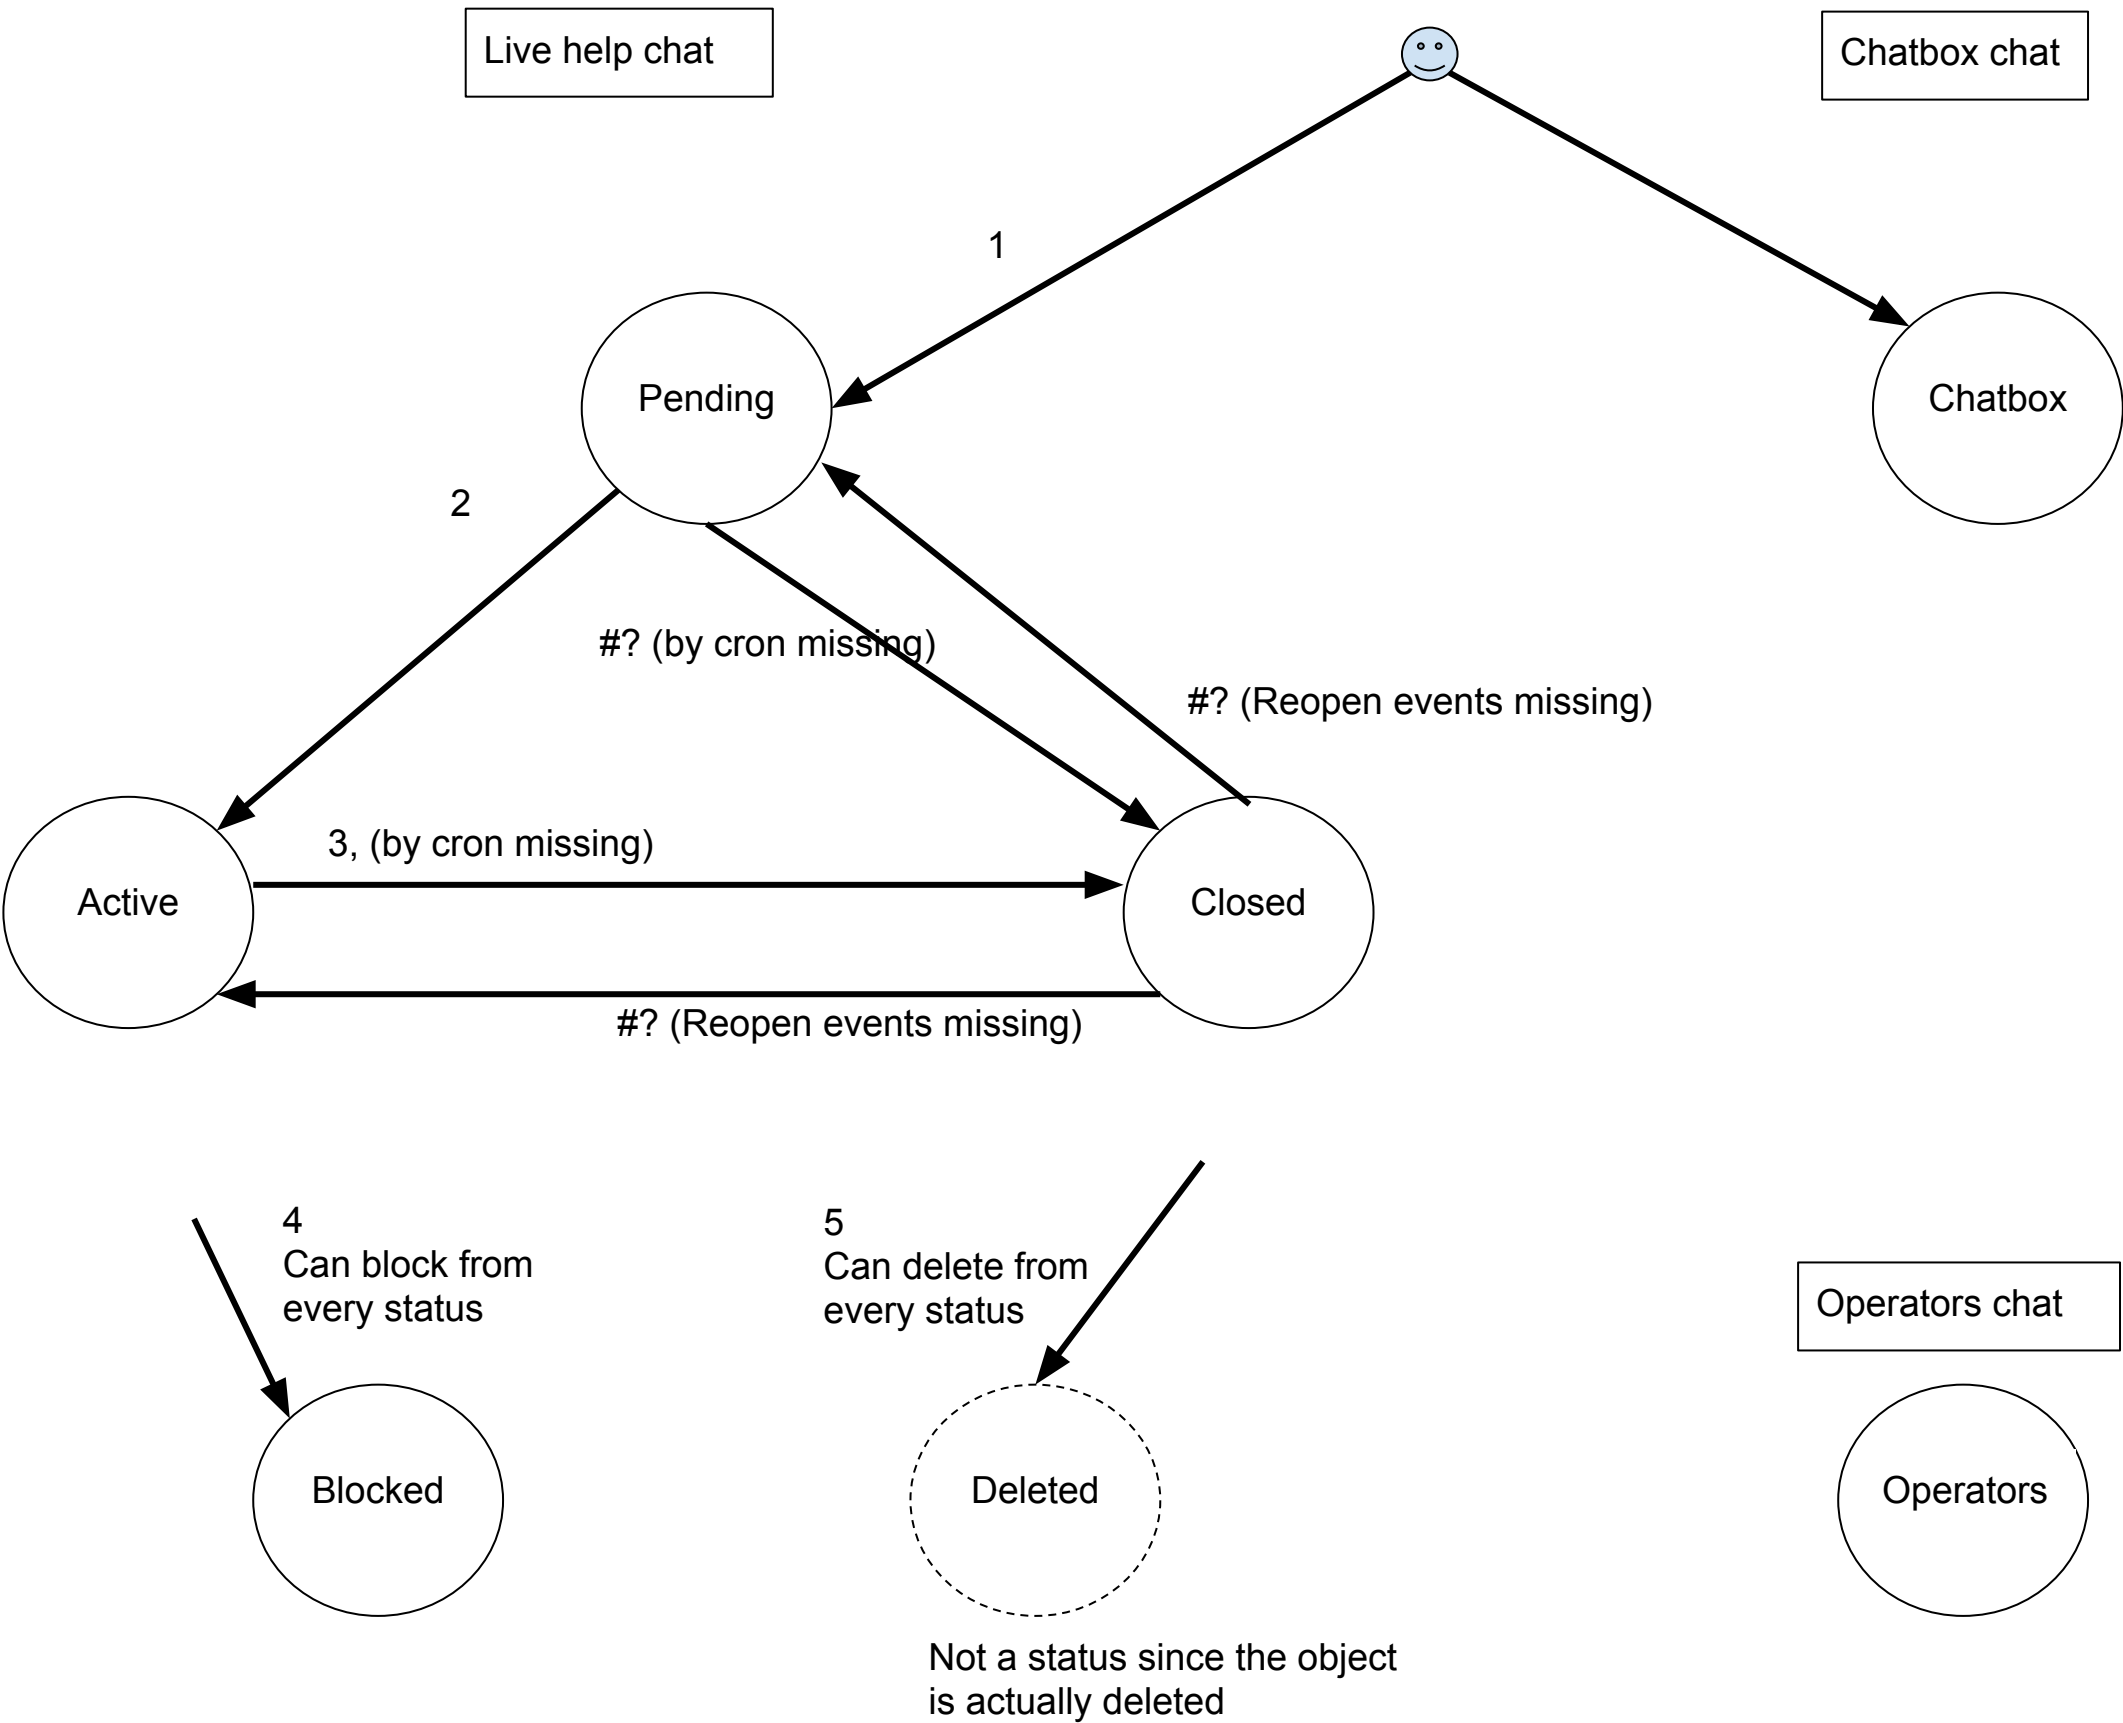 Live help chat
Chatbox chat
1
Pending
Chatbox
2
#? (by cron missing)
#? (Reopen events missing)
3, (by cron missing)
Active
Closed
#? (Reopen events missing)
4
Can block from
every status
5
Can delete from
every status
Operators chat
Blocked
Deleted
Operators
Not a status since the object
is actually deleted